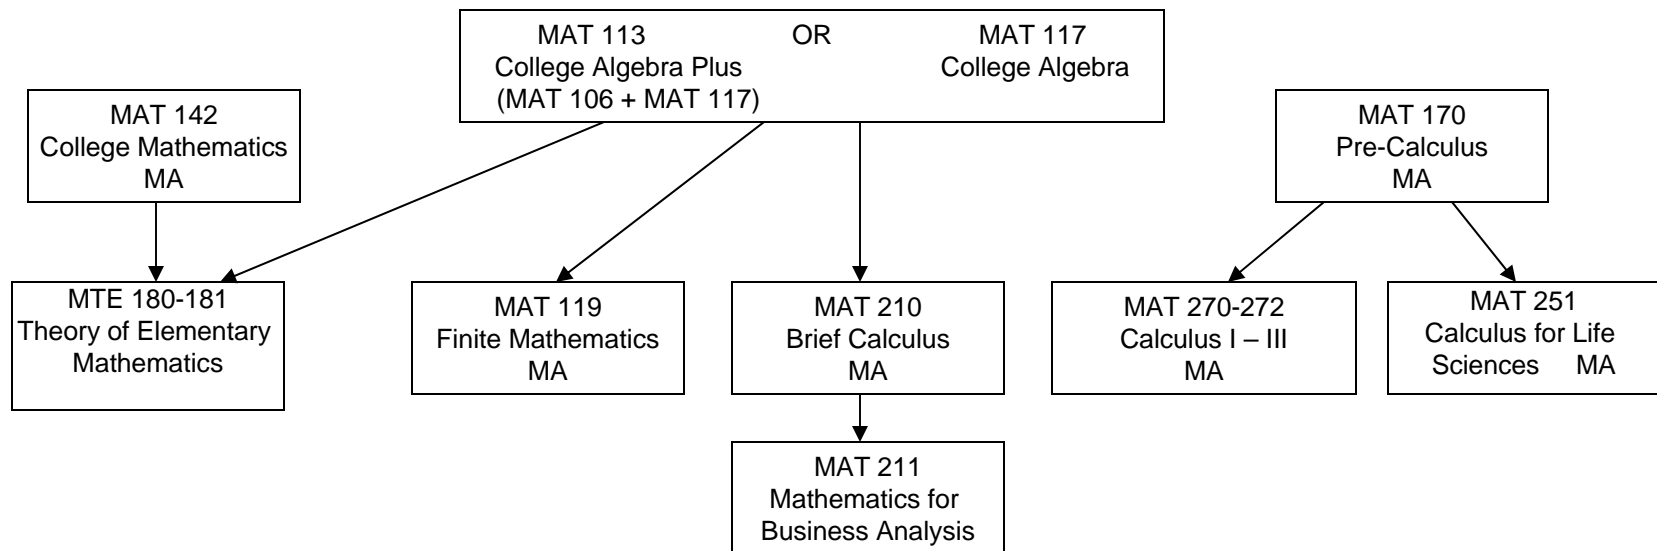 MAT 113 OR MAT 117
College Algebra Plus College Algebra
(MAT 106 + MAT 117)
MAT 142
College Mathematics
MA
MAT 170
Pre-Calculus
MA
MTE 180-181
Theory of Elementary
Mathematics
MAT 119
Finite Mathematics
MA
MAT 210
Brief Calculus
MA
MAT 270-272
Calculus I – III
MA
MAT 251
Calculus for Life
Sciences MA
MAT 211
Mathematics for
Business Analysis